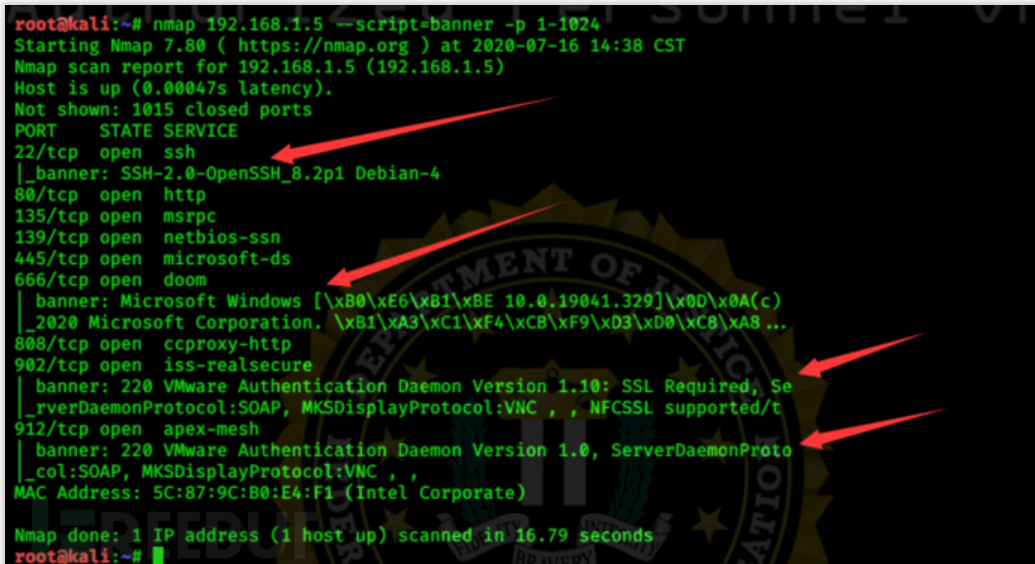 Authorized Personnel
root@kali:~# nmap 192.168.1.5 --script=banner -p 1-1024
Starting Nmap 7.80 ( https://nmap.org ) at 2020-07-16 14:38 CST
Nmap scan report for 192.168.1.5 (192.168.1.5)
Host is up (0.00047s latency).
Not shown: 1015 closed ports
PORT    STATE SERVICE
22/tcp  open  ssh
|_banner: SSH-2.0-OpenSSH_8.2p1 Debian-4
80/tcp  open  http
135/tcp open  msrpc
139/tcp open  netbios-ssn
445/tcp open  microsoft-ds
666/tcp open  doom
| banner: Microsoft Windows [\xB0\xE6\xB1\xBE 10.0.19041.329]\x0D\x0A(c)
|_2020 Microsoft Corporation. \xB1\xA3\xC1\xF4\xCB\xF9\xD3\xD0\xC8\xA8...
808/tcp open  ccproxy-http
902/tcp open  iss-realsecure
| banner: 220 VMware Authentication Daemon Version 1.10: SSL Required, Se
|_rverDaemonProtocol:SOAP, MKSDisplayProtocol:VNC , , NFCSSL supported/t
912/tcp open  apex-mesh
| banner: 220 VMware Authentication Daemon Version 1.0, ServerDaemonProto
|_col:SOAP, MKSDisplayProtocol:VNC , ,
MAC Address: 5C:87:9C:B0:E4:F1 (Intel Corporate)
Nmap done: 1 IP address (1 host up) scanned in 16.79 seconds
root@kali:~#
FREEBUF
DEPARTMENT OF JUSTICE
FIDELITY BRAVERY INTEGRITY